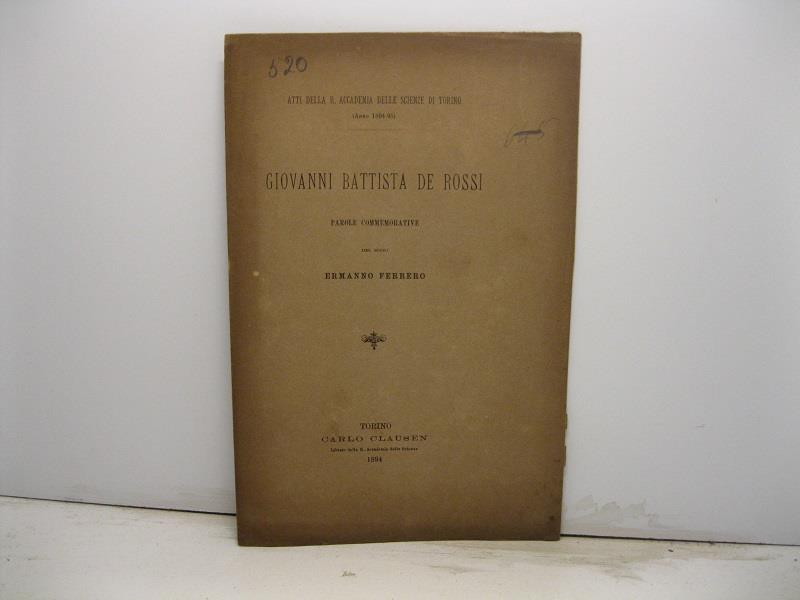 520
ATTI DELLA R. ACCADEMIA DELLE SCIENZE DI TORINO
(Anno 1894-95)
GIOVANNI BATTISTA DE ROSSI
PAROLE COMMEMORATIVE
DEL SOCIO
ERMANNO FERRERO
TORINO
CARLO CLAUSEN
Libraio della R. Accademia delle Scienze
1894